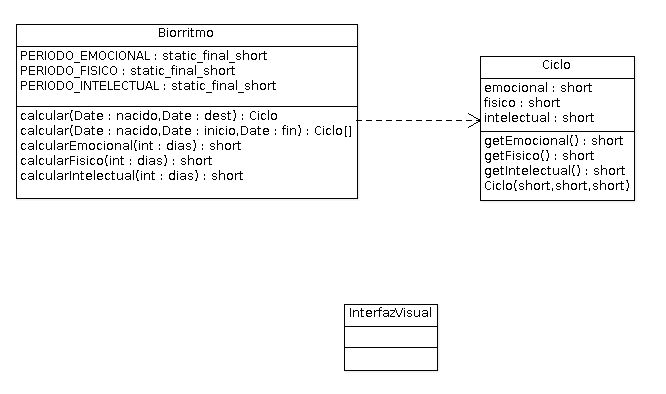 Biorritmo
PERIODO_EMOCIONAL : static_final_short
PERIODO_FISICO : static_final_short
PERIODO_INTELECTUAL : static_final_short
calcular(Date : nacido,Date : dest) : Ciclo
calcular(Date : nacido,Date : inicio,Date : fin) : Ciclo[]
calcularEmocional(int : dias) : short
calcularFisico(int : dias) : short
calcularIntelectual(int : dias) : short
Ciclo
emocional : short
fisico : short
intelectual : short
getEmocional() : short
getFisico() : short
getIntelectual() : short
Ciclo(short,short,short)
InterfazVisual